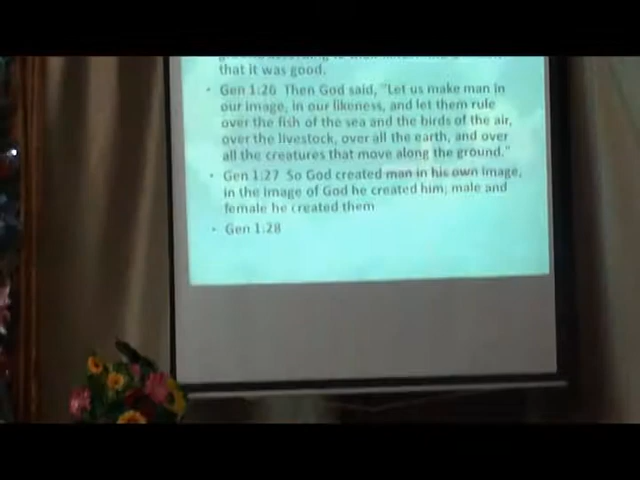 that it was good.
• Gen 1:26 Then God said, "Let us make man in
our image, in our likeness, and let them rule
over the fish of the sea and the birds of the air,
over the livestock, over all the earth, and over
all the creatures that move along the ground."
• Gen 1:27 So God created man in his own image,
in the image of God he created him; male and
female he created them
• Gen 1:28